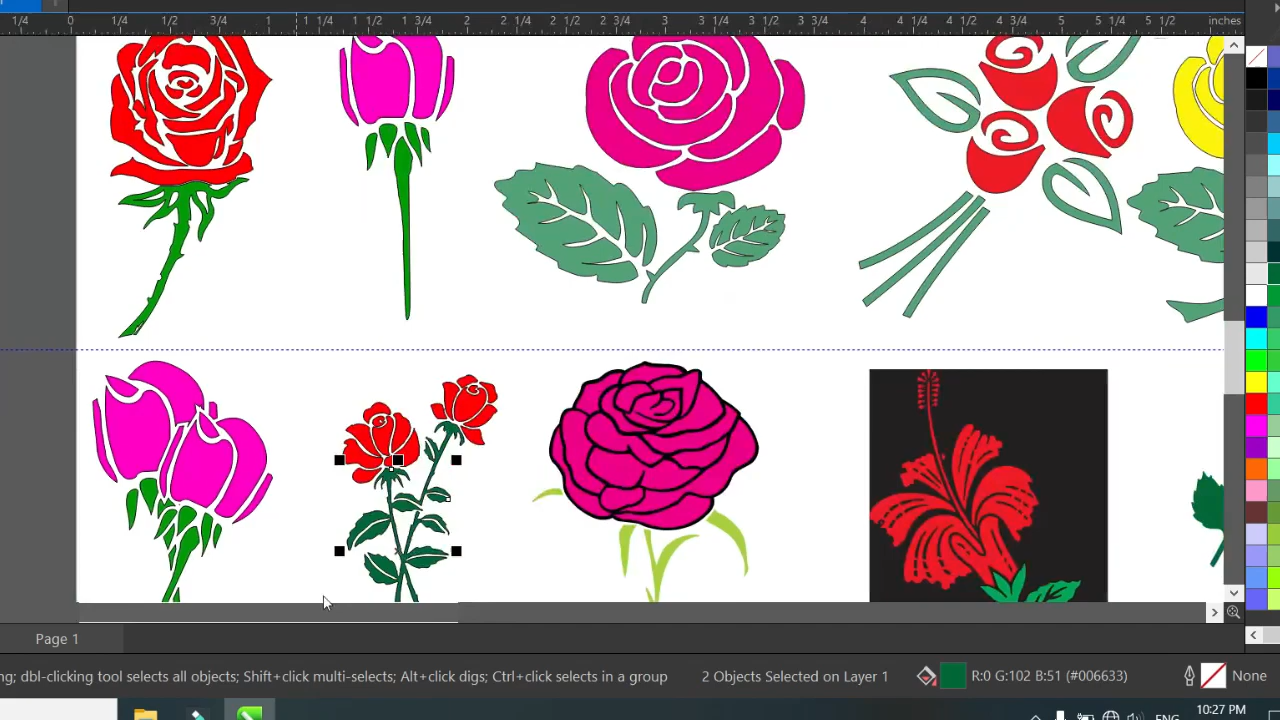 0 1/4 1/2 3/4 1 1 1/4 1 1/2 1 3/4 2 2 1/4 2 1/2 2 3/4 3 3 1/4 3 1/2 3 3/4 4 4 1/4 4 1/2 4 3/4 5 5 1/4 5 1/2 inches
Page 1
ng; dbl-clicking tool selects all objects; Shift+click multi-selects; Alt+click digs; Ctrl+click selects in a group
2 Objects Selected on Layer 1
R:0 G:102 B:51 (#006633)
None
ENG
10:27 PM